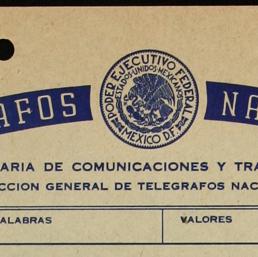 PODER EJECUTIVO FEDERAL
ESTADOS UNIDOS MEXICANOS
MEXICO D.F.
AFOS NA
ARIA DE COMUNICACIONES Y TRA
CCION GENERAL DE TELEGRAFOS NAC
ALABRAS VALORES